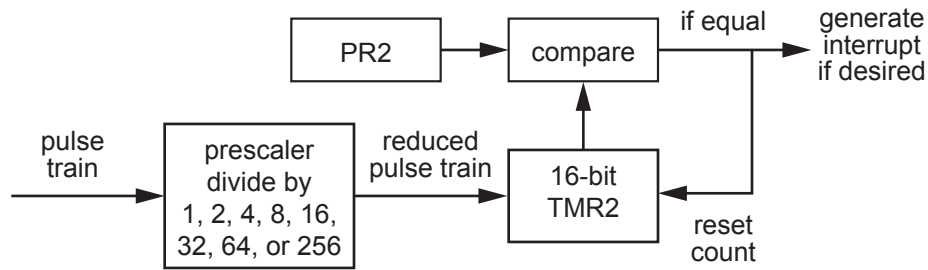 PR2
compare
if equal
generate
interrupt
if desired
pulse
train
prescaler
divide by
1, 2, 4, 8, 16,
32, 64, or 256
reduced
pulse train
16-bit
TMR2
reset
count